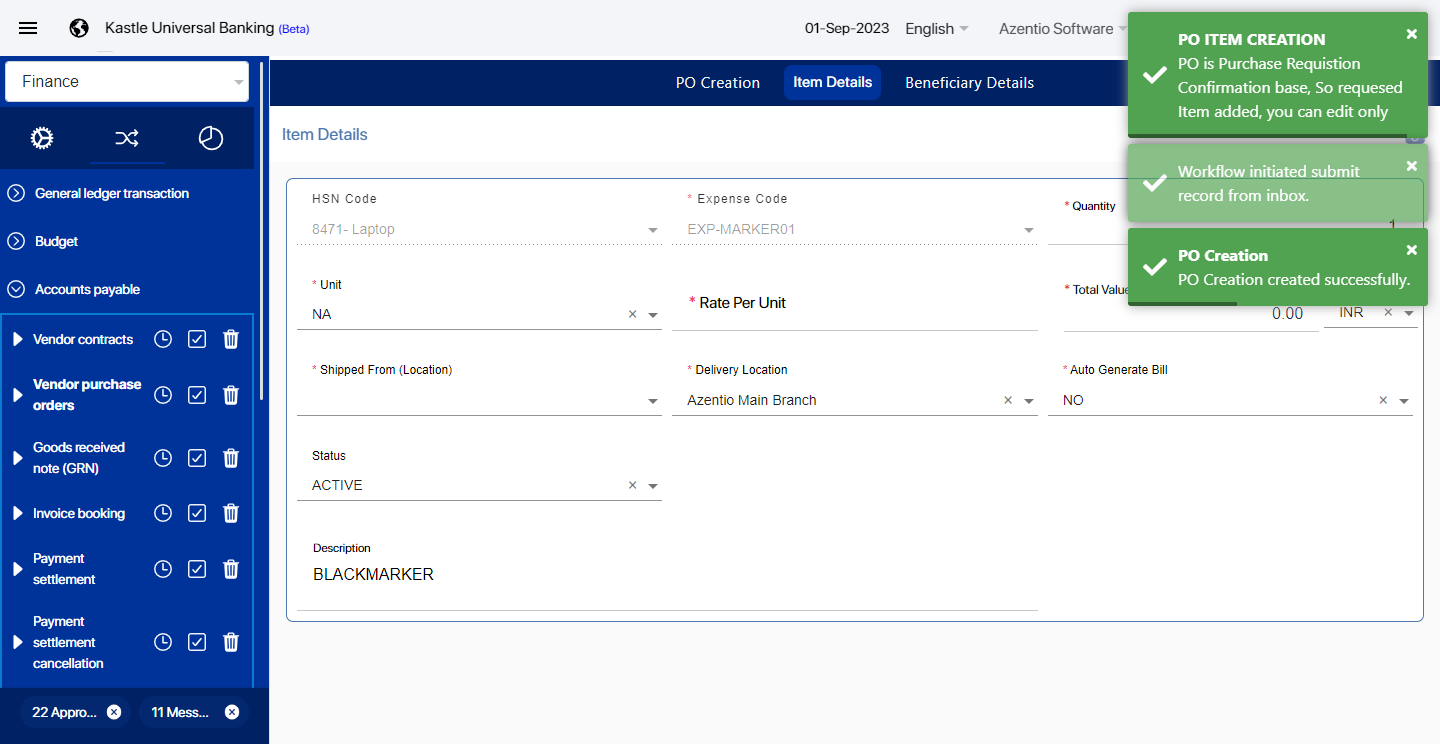 Kastle Universal Banking (Beta)
01-Sep-2023
English
Azentio Software
Finance
General ledger transaction
Budget
Accounts payable
Vendor contracts
Vendor purchase
orders
Goods received
note (GRN)
Invoice booking
Payment
settlement
Payment
settlement
cancellation
22 Appro...
11 Mess...
PO Creation
Item Details
Beneficiary Details
Item Details
HSN Code
8471- Laptop
* Expense Code
EXP-MARKER01
* Quantity
1
* Unit
NA
* Rate Per Unit
* Total Value
0.00
INR
* Shipped From (Location)
* Delivery Location
Azentio Main Branch
* Auto Generate Bill
NO
Status
ACTIVE
Description
BLACKMARKER
PO ITEM CREATION
PO is Purchase Requistion
Confirmation base, So requesed
Item added, you can edit only
Workflow initiated submit
record from inbox.
PO Creation
PO Creation created successfully.